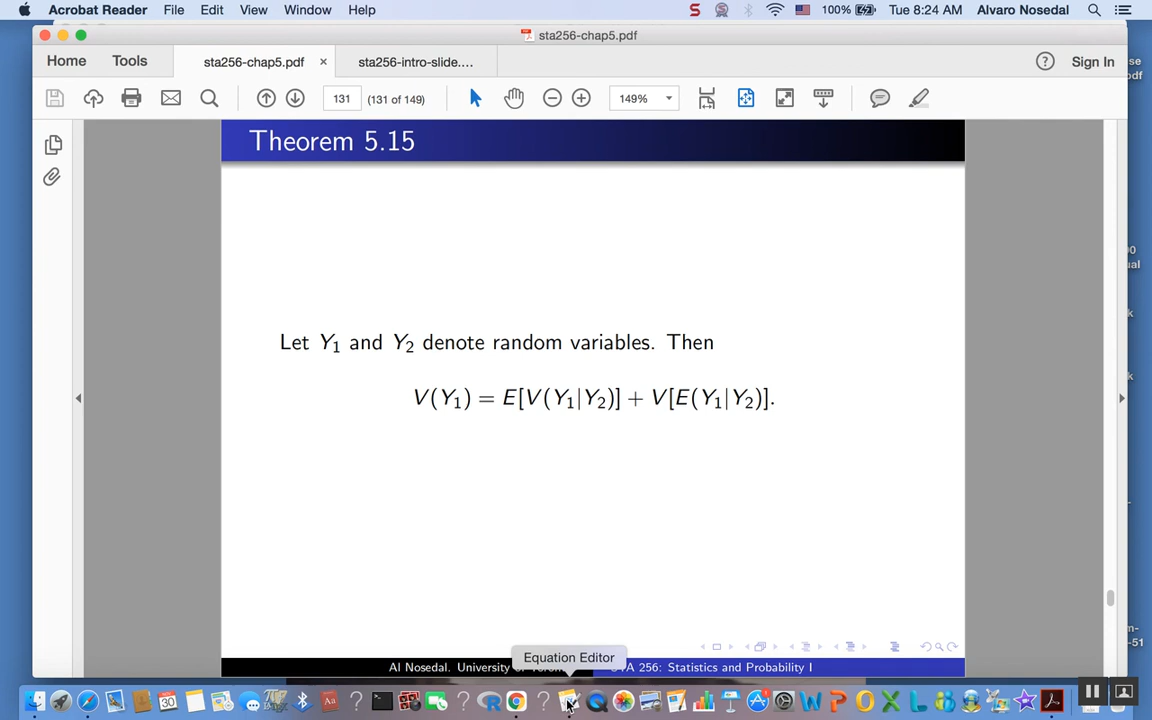 Acrobat Reader File Edit View Window Help 100% Tue 8:24 AM Alvaro Nosedal
sta256-chap5.pdf
Home Tools sta256-chap5.pdf × sta256-intro-slide.... ? Sign In
131 (131 of 149) 149%
Theorem 5.15
Let Y₁ and Y₂ denote random variables. Then
V(Y₁) = E[V(Y₁|Y₂)] + V[E(Y₁|Y₂)].
Equation Editor
Al Nosedal. University of 256: Statistics and Probability I